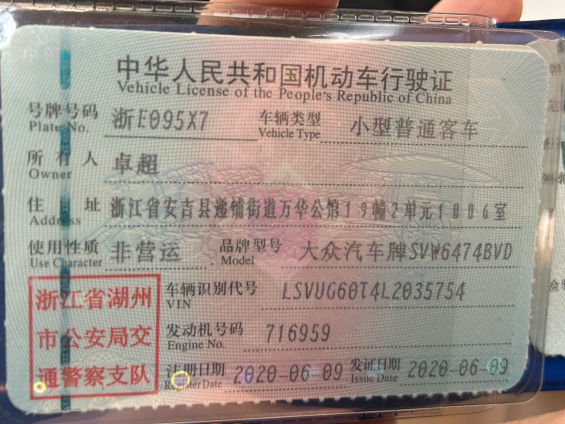 中华人民共和国机动车行驶证
Vehicle License of the People's Republic of China
号牌号码 浙E095X7 车辆类型 小型普通客车
Plate No. Vehicle Type
所有人 卓超
Owner
住址 浙江省安吉县递铺街道万华公馆19幢2单元1006室
Address
使用性质 非营运 品牌型号 大众汽车牌SVW6474BVD
Use Character Model
浙江省湖州
市公安局交
通警察支队
车辆识别代号 LSVUG60T4L2035754
VIN
发动机号码 716959
Engine No.
注册日期 2020-06-09 发证日期 2020-06-09
Register Date Issue Date